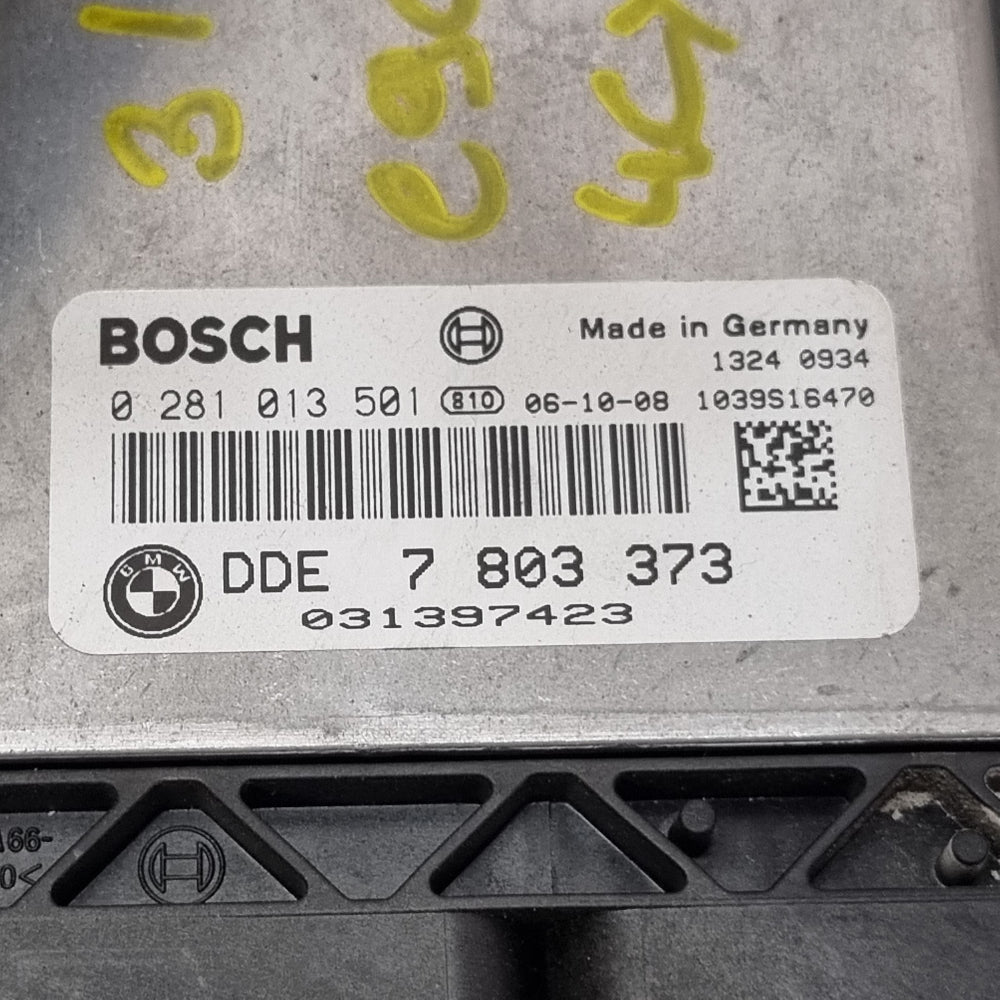 BOSCH
Made in Germany
1324 0934
0 281 013 501 810 06-10-08 1039S16470
BMW
DDE 7 803 373
031397423